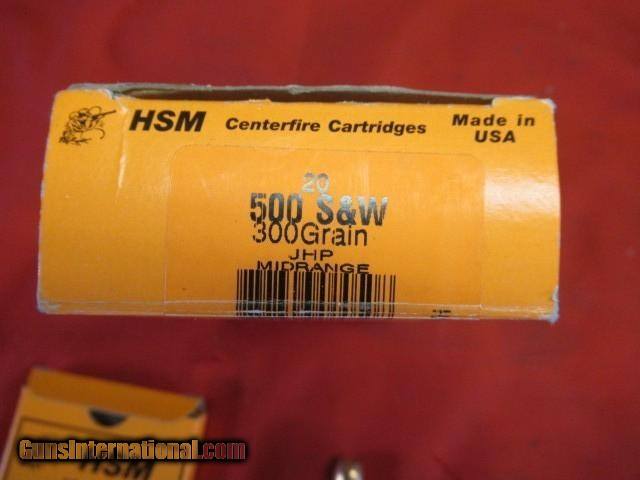 HSM
Centerfire Cartridges
Made in
USA
20
500 S&W
300Grain
JHP
MIDRANGE
HSM
GunsInternational.com